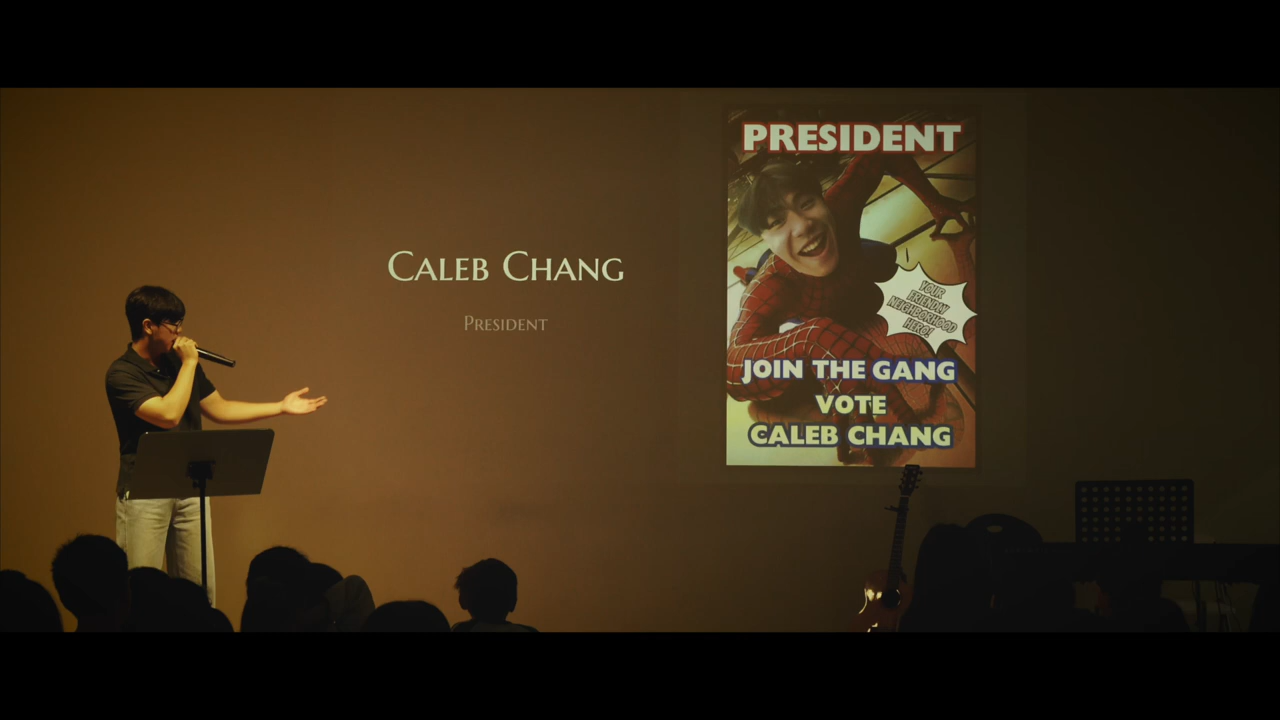 CALEB CHANG
PRESIDENT
PRESIDENT
YOUR
FRIENDLY
NEIGHBORHOOD
HERO!
JOIN THE GANG
VOTE
CALEB CHANG